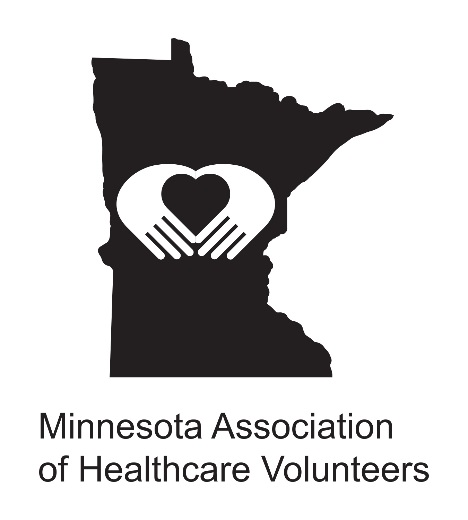 Minnesota Association
of Healthcare Volunteers